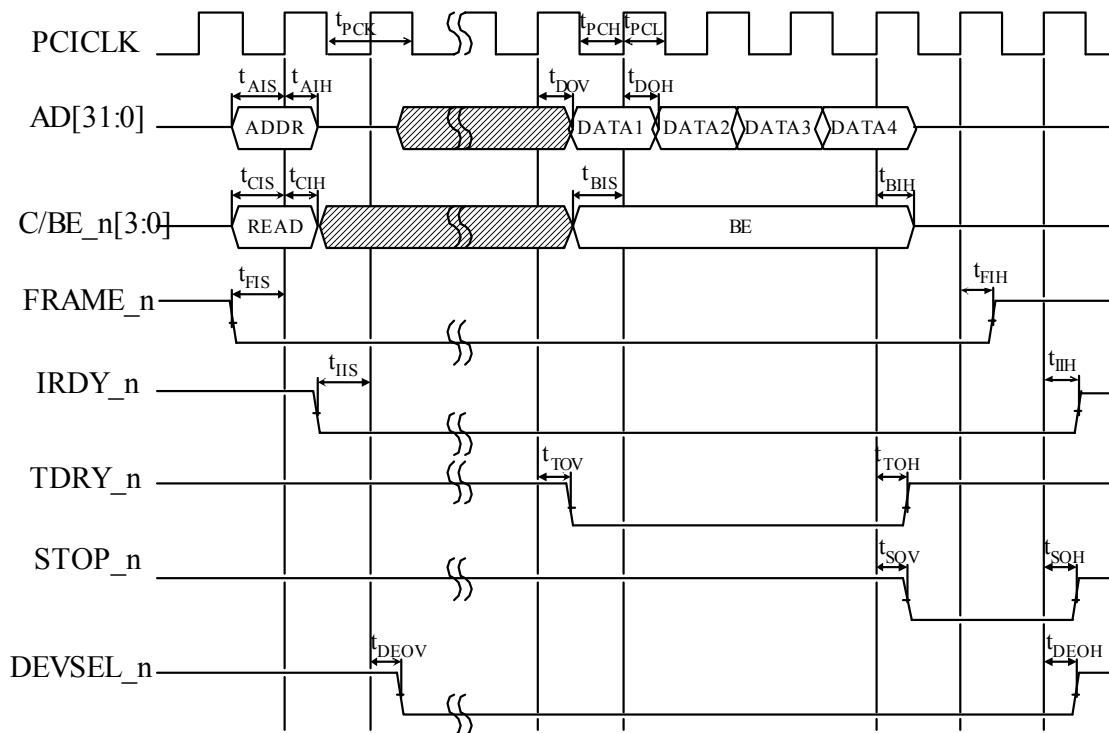 PCICLK
tPCK
tPCH
tPCL
AD[31:0]
tAIS
tAIH
tDOV
tDOH
ADDR
DATA1
DATA2
DATA3
DATA4
C/BE_n[3:0]
tCIS
tCIH
tBIS
tBIH
READ
BE
FRAME_n
tFIS
tFIH
IRDY_n
tIIS
tIIH
TDRY_n
tTOV
tTOH
STOP_n
tSOV
tSOH
DEVSEL_n
tDEOV
tDEOH